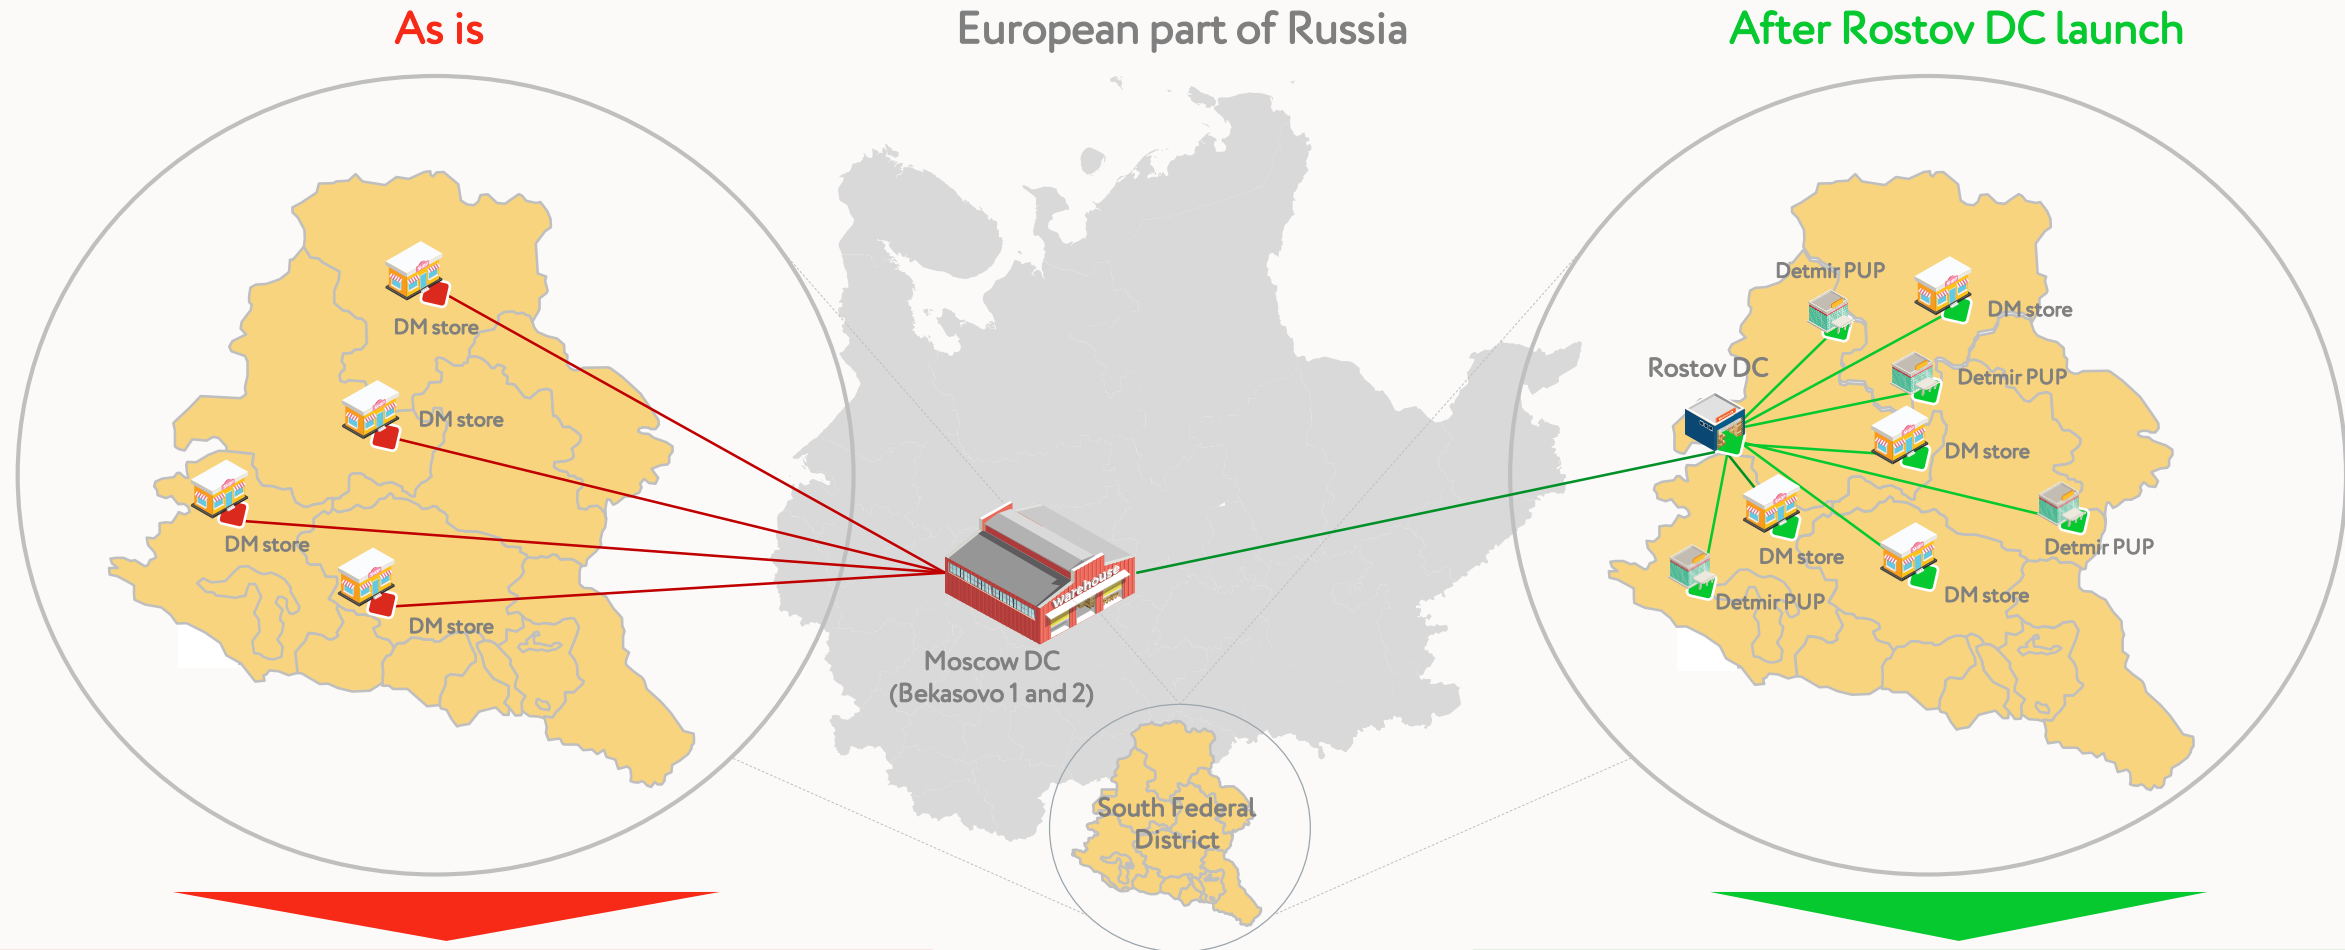 As is
European part of Russia
After Rostov DC launch
DM store
DM store
DM store
DM store
Warehouse
Moscow DC
(Bekasovo 1 and 2)
South Federal
District
Detmir PUP
DM store
Rostov DC
Detmir PUP
DM store
DM store
Detmir PUP
Detmir PUP
DM store